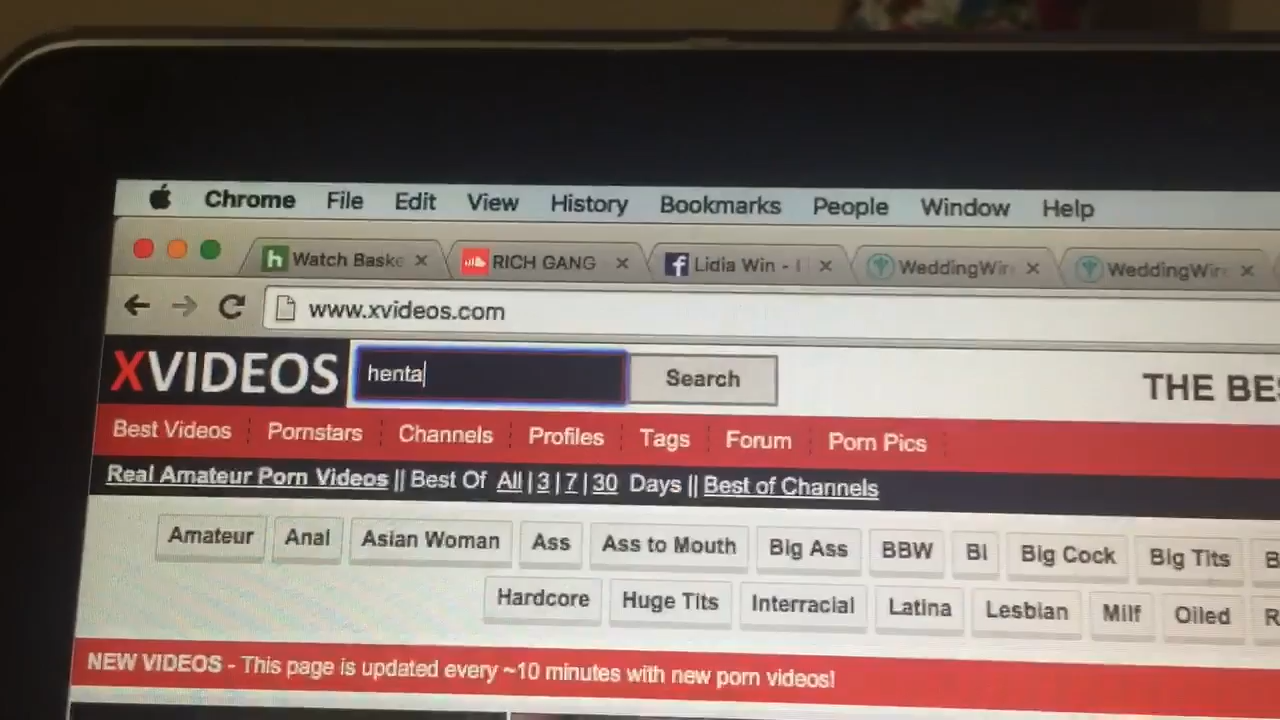 Chrome File Edit View History Bookmarks People Window Help
h Watch Baske RICH GANG f Lidia Win - WeddingWire WeddingWire
www.xvideos.com
XVIDEOS henta Search THE BES
Best Videos Pornstars Channels Profiles Tags Forum Porn Pics
Real Amateur Porn Videos || Best Of All | 3 | 7 | 30 Days || Best of Channels
Amateur Anal Asian Woman Ass Ass to Mouth Big Ass BBW BI Big Cock Big Tits B
Hardcore Huge Tits Interracial Latina Lesbian Milf Oiled R
NEW VIDEOS - This page is updated every ~10 minutes with new porn videos!